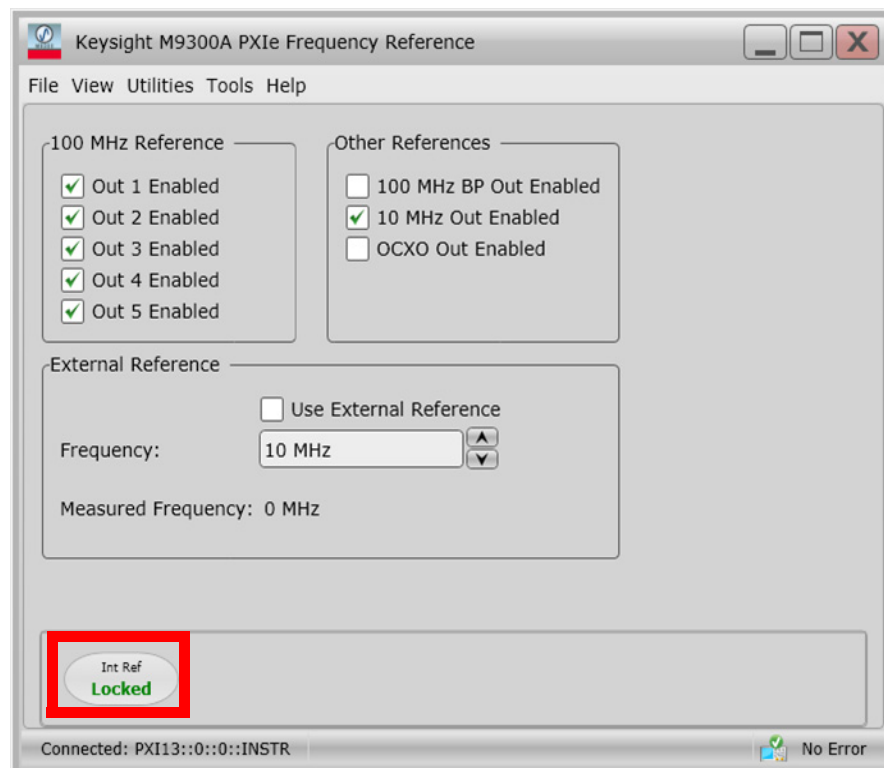 Keysight M9300A PXIe Frequency Reference
File View Utilities Tools Help
100 MHz Reference
Out 1 Enabled
Out 2 Enabled
Out 3 Enabled
Out 4 Enabled
Out 5 Enabled
Other References
100 MHz BP Out Enabled
10 MHz Out Enabled
OCXO Out Enabled
External Reference
Use External Reference
Frequency: 10 MHz
Measured Frequency: 0 MHz
Int Ref
Locked
Connected: PXI13::0::0::INSTR No Error